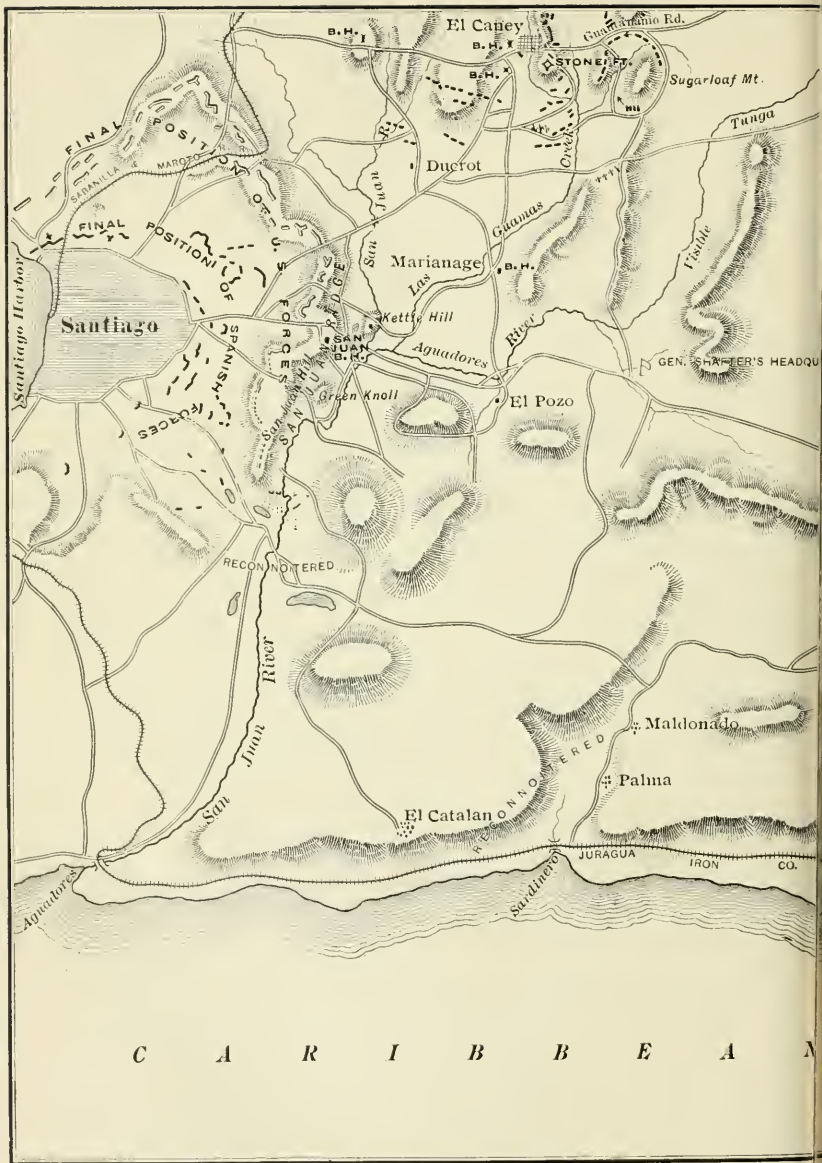 El Caney
Guantanamo Rd.
B.H.
B.H.
B.H.
STONE FT.
Sugarloaf Mt.
Tunga
FINAL POSITION OF U.S. FORCES
SABANILLA
MAROTO R.R.
San Juan R.
Ducrot
Creek
FINAL POSITION OF SPANISH FORCES
Las Guamas
Marianage
B.H.
Visible
Santiago Harbor
Santiago
Kettle Hill
SAN JUAN B.H.
Aguadores River
SAN JUAN RIDGE
San Juan Hill
Green Knoll
GEN. SHAFTER'S HEADQU
El Pozo
RECONNOITERED
San Juan River
Maldonado
RECONNOITERED
Palma
El Catalan
JURAGUA IRON CO.
Aguadores
Sardinero
CARIBBEAN